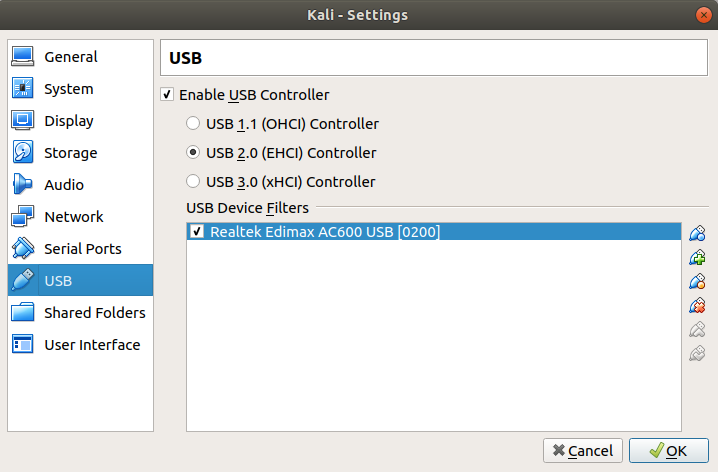 Kali - Settings
General
System
Display
Storage
Audio
Network
Serial Ports
USB
Shared Folders
User Interface
USB
Enable USB Controller
USB 1.1 (OHCI) Controller
USB 2.0 (EHCI) Controller
USB 3.0 (xHCI) Controller
USB Device Filters
Realtek Edimax AC600 USB [0200]
Cancel
OK